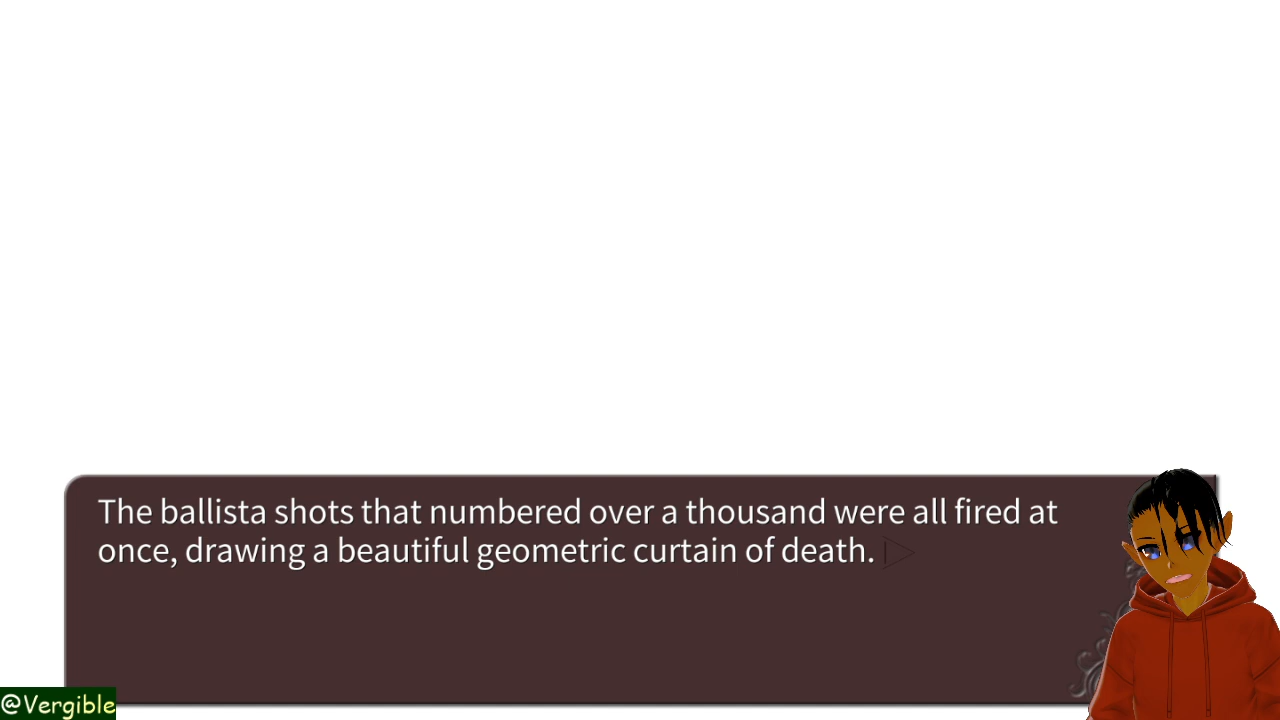 The ballista shots that numbered over a thousand were all fired at
once, drawing a beautiful geometric curtain of death.
@Vergible